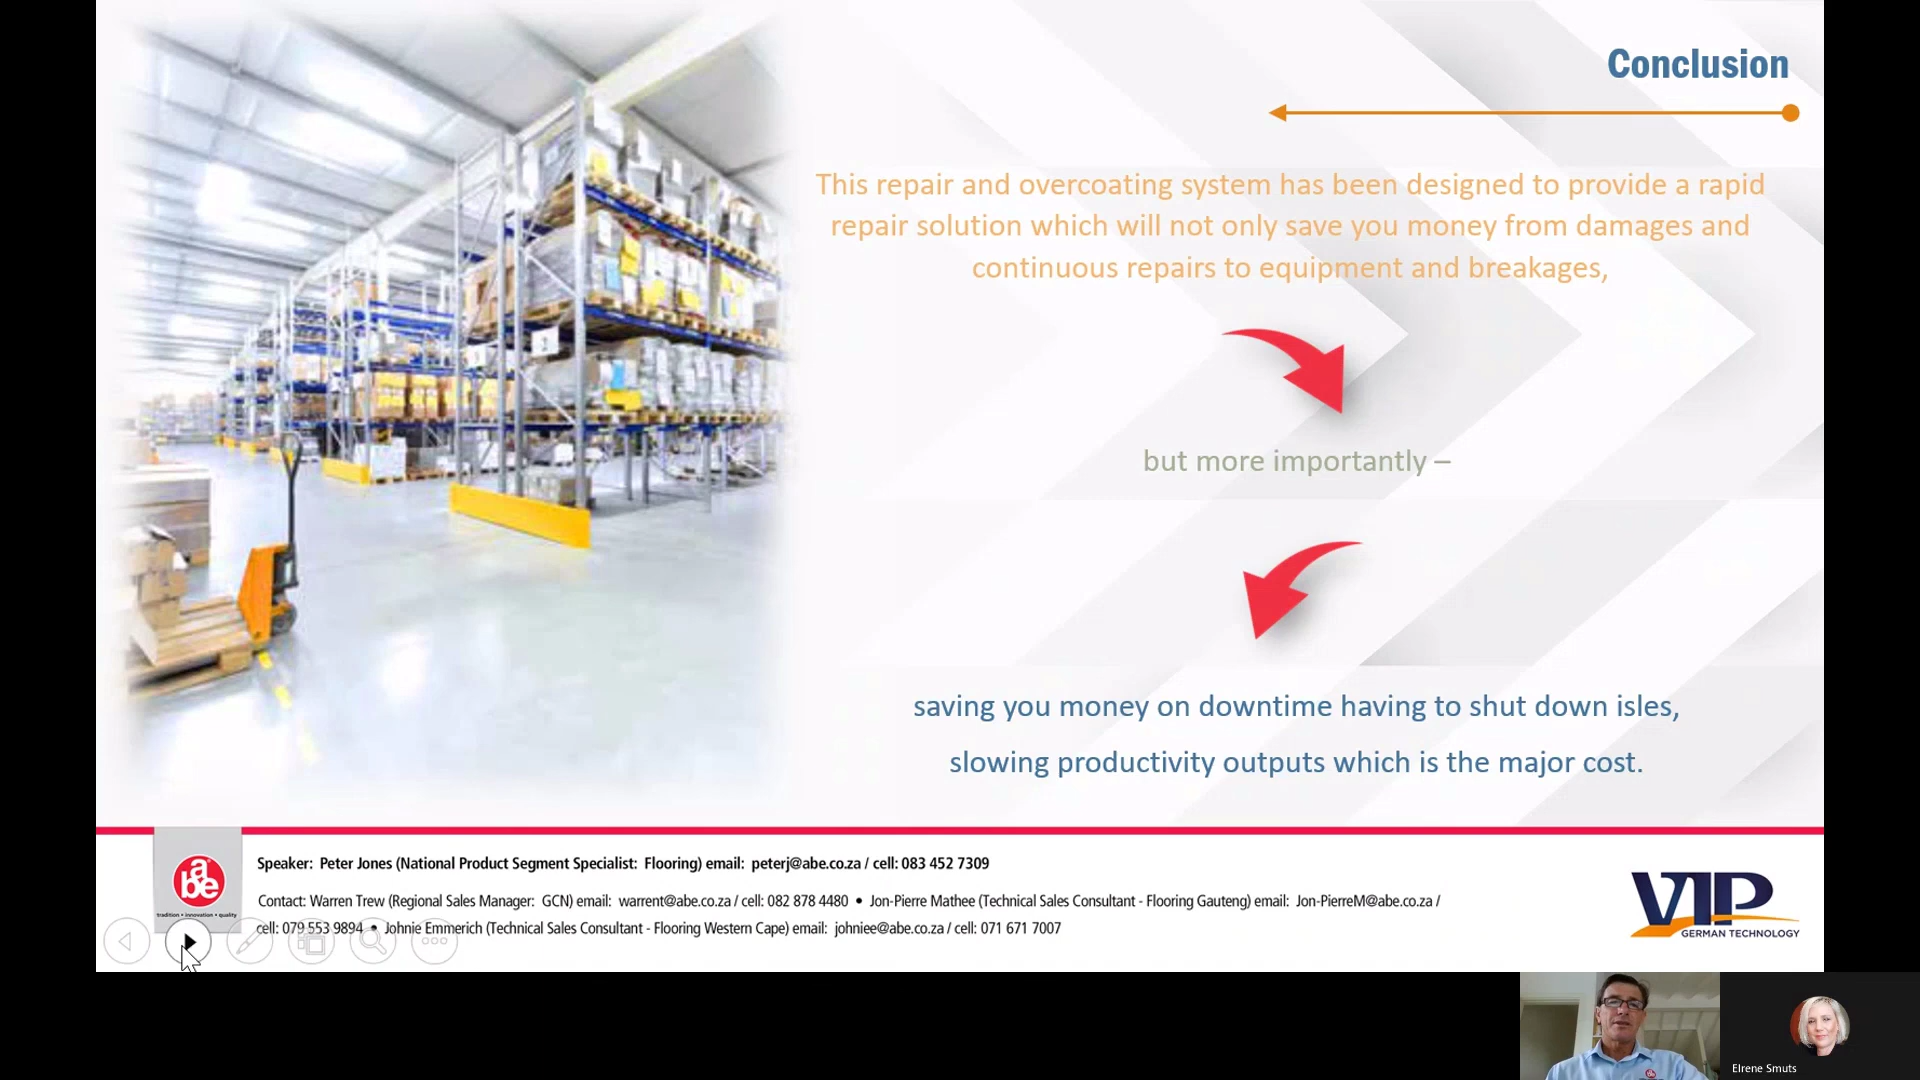 Conclusion
This repair and overcoating system has been designed to provide a rapid
repair solution which will not only save you money from damages and
continuous repairs to equipment and breakages,
but more importantly –
saving you money on downtime having to shut down isles,
slowing productivity outputs which is the major cost.
a
be
tradition • innovation • quality
Speaker: Peter Jones (National Product Segment Specialist: Flooring) email: peterj@abe.co.za / cell: 083 452 7309
Contact: Warren Trew (Regional Sales Manager: GCN) email: warrent@abe.co.za / cell: 082 878 4480 • Jon-Pierre Mathee (Technical Sales Consultant - Flooring Gauteng) email: Jon-PierreM@abe.co.za /
cell: 079 553 9894 • Johnie Emmerich (Technical Sales Consultant - Flooring Western Cape) email: johniee@abe.co.za / cell: 071 671 7007
VIP
GERMAN TECHNOLOGY
Elrene Smuts